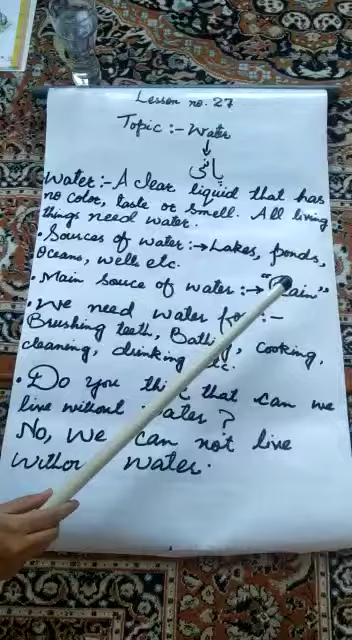 Lesson no. 27
Topic :- Water
↓
پانی
Water:- A clear liquid that has
no color, taste or smell. All living
things need water.
• Sources of water:→ Lakes, ponds,
Oceans, wells etc.
• Main Source of water :→ "Rain"
• We need water for :-
Brushing teeth, Bathing, cooking,
cleaning, drinking etc.
• Do you think that can we
live without water?
No, we can not live
without water.